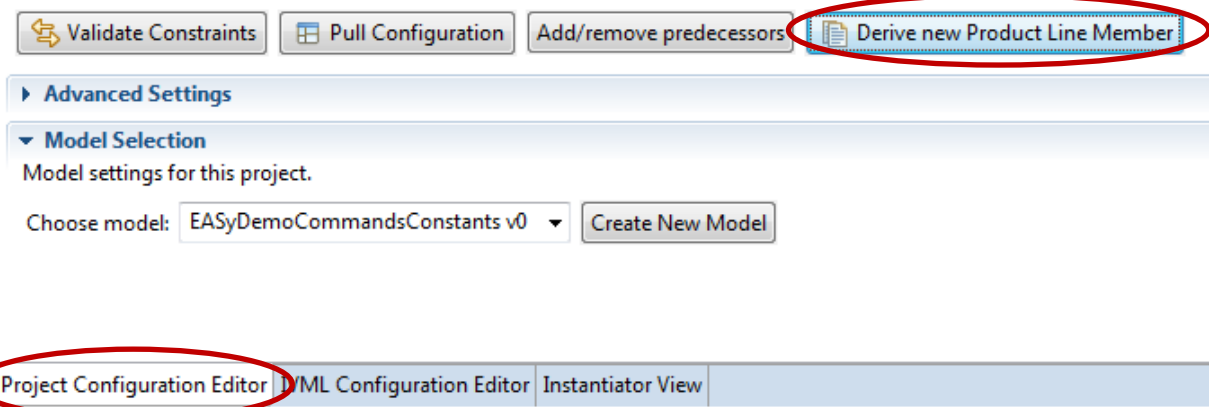 Validate Constraints Pull Configuration Add/remove predecessors Derive new Product Line Member
Advanced Settings
Model Selection
Model settings for this project.
Choose model: EASyDemoCommandsConstants v0 Create New Model
Project Configuration Editor IVML Configuration Editor Instantiator View